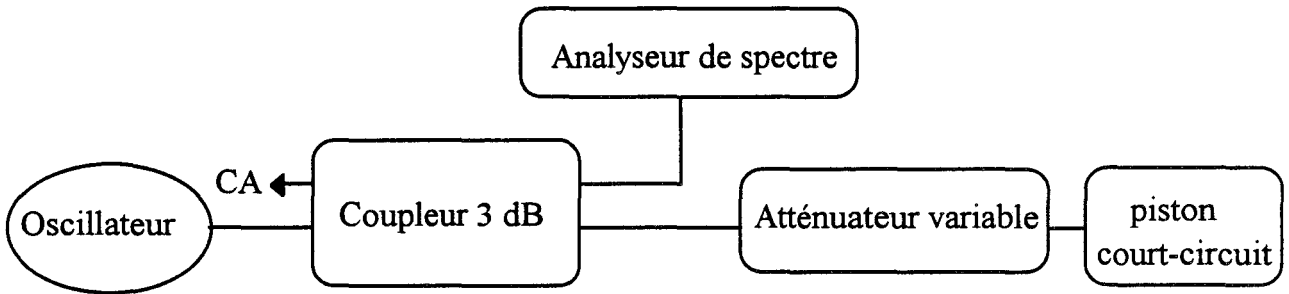 Analyseur de spectre
CA
Oscillateur
Coupleur 3 dB
Atténuateur variable
piston
court-circuit